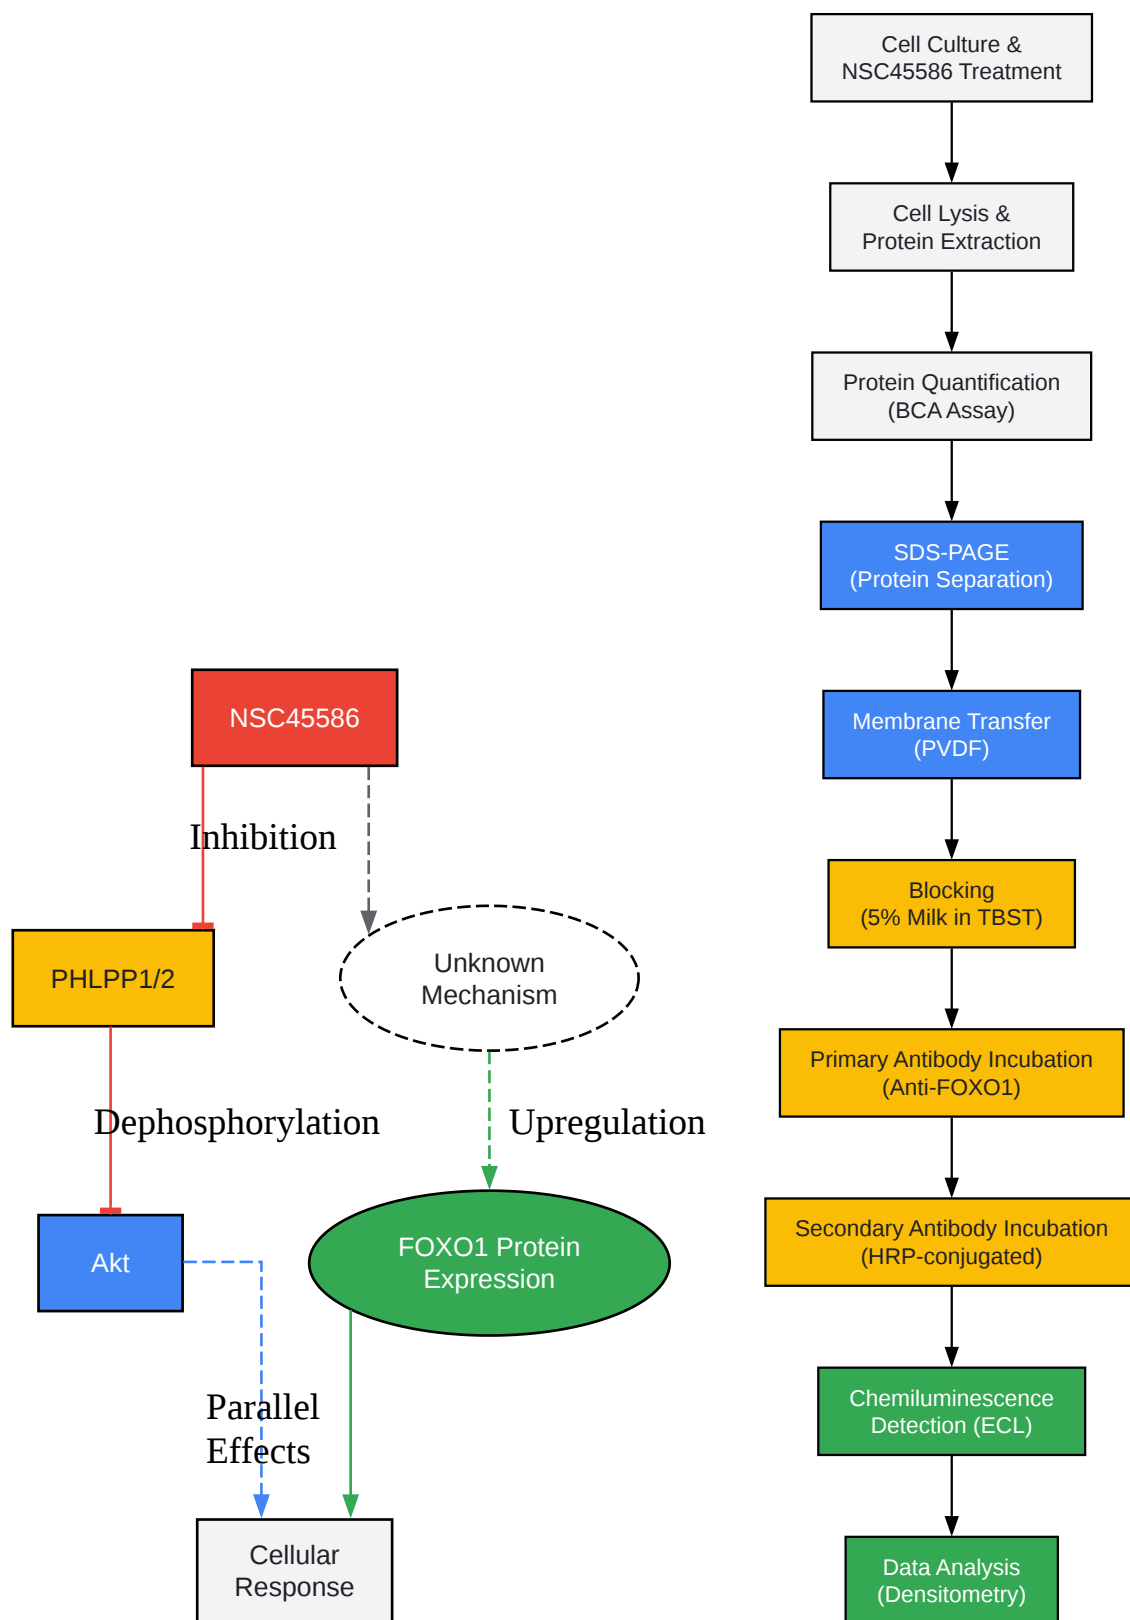 NSC45586
Inhibition
PHLPP1/2
Unknown
Mechanism
Dephosphorylation
Upregulation
Akt
FOXO1 Protein
Expression
Parallel
Effects
Cellular
Response
Cell Culture &
NSC45586 Treatment
Cell Lysis &
Protein Extraction
Protein Quantification
(BCA Assay)
SDS-PAGE
(Protein Separation)
Membrane Transfer
(PVDF)
Blocking
(5% Milk in TBST)
Primary Antibody Incubation
(Anti-FOXO1)
Secondary Antibody Incubation
(HRP-conjugated)
Chemiluminescence
Detection (ECL)
Data Analysis
(Densitometry)